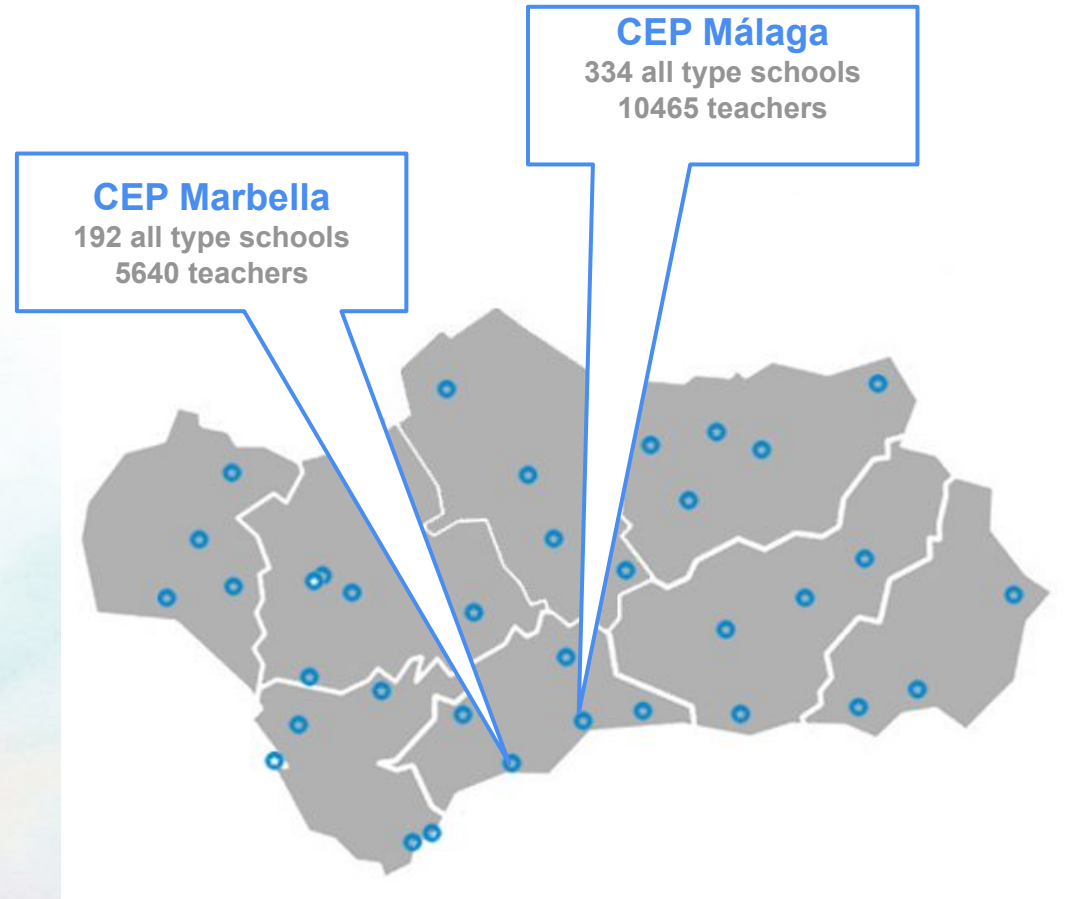 CEP Málaga
334 all type schools
10465 teachers
CEP Marbella
192 all type schools
5640 teachers